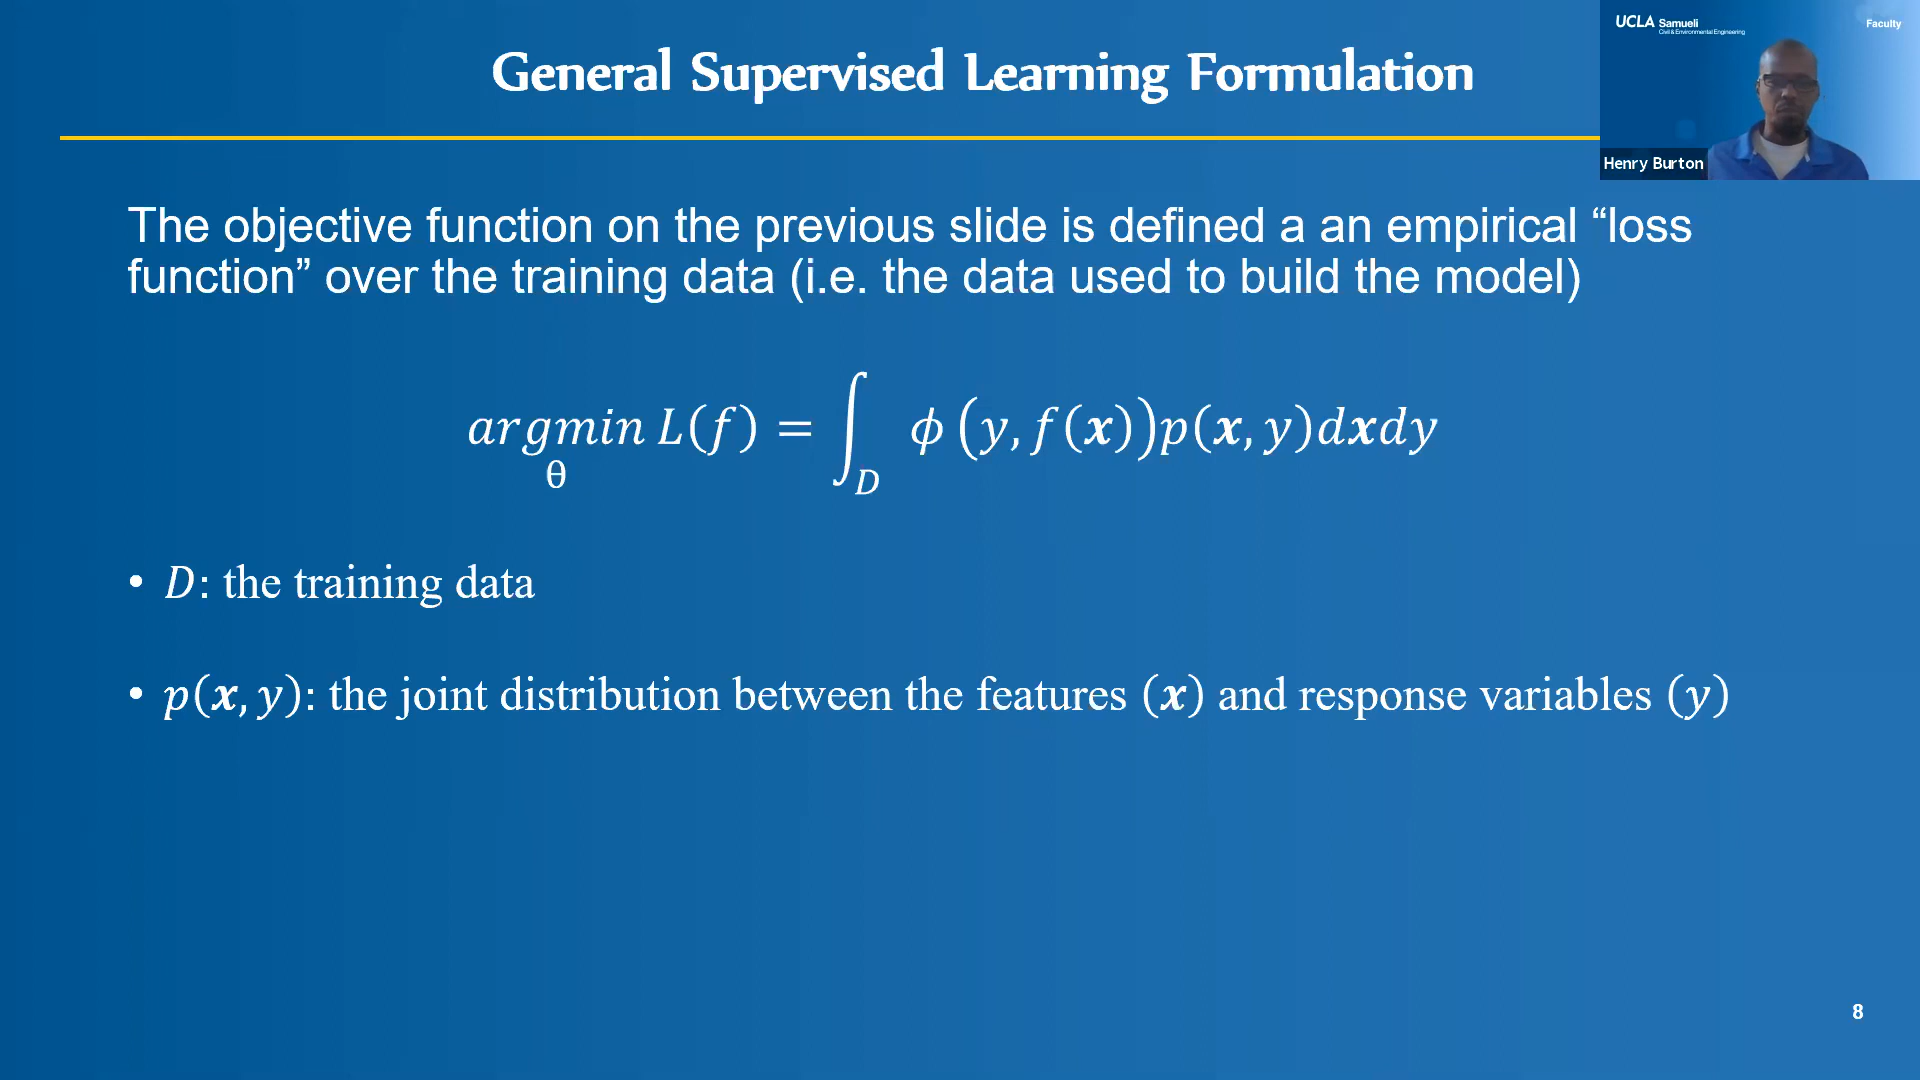 General Supervised Learning Formulation
UCLA Samueli
Civil & Environmental Engineering
Faculty
Henry Burton
The objective function on the previous slide is defined a an empirical “loss
function” over the training data (i.e. the data used to build the model)
argmin L(f) = ∫_D ϕ(y, f(x))p(x, y)dxdy
θ
• D: the training data
• p(x, y): the joint distribution between the features (x) and response variables (y)
8